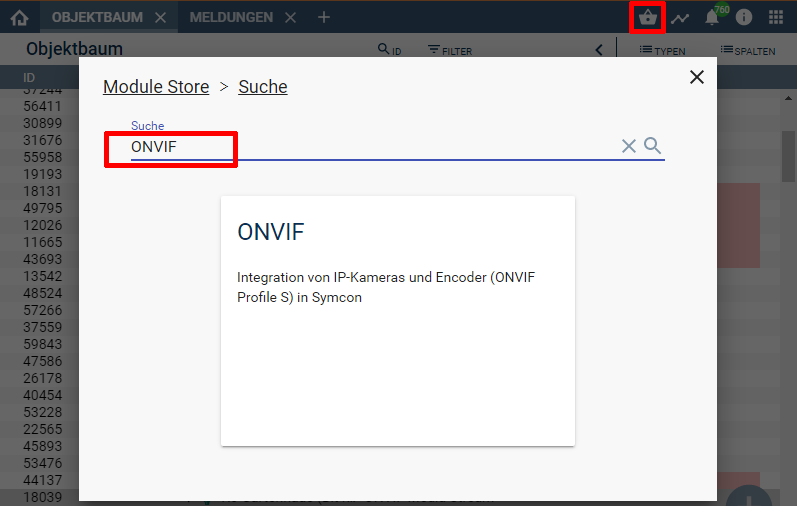 OBJEKTBAUM
MELDUNGEN
760
Objektbaum
ID
FILTER
TYPEN
SPALTEN
ID
37244
56411
30899
31676
55958
19193
18131
49795
12026
11665
43693
13542
48524
57266
37559
59843
47586
26178
40454
53228
22565
45893
53476
44137
18039
Module Store > Suche
Suche
ONVIF
ONVIF
Integration von IP-Kameras und Encoder (ONVIF
Profile S) in Symcon